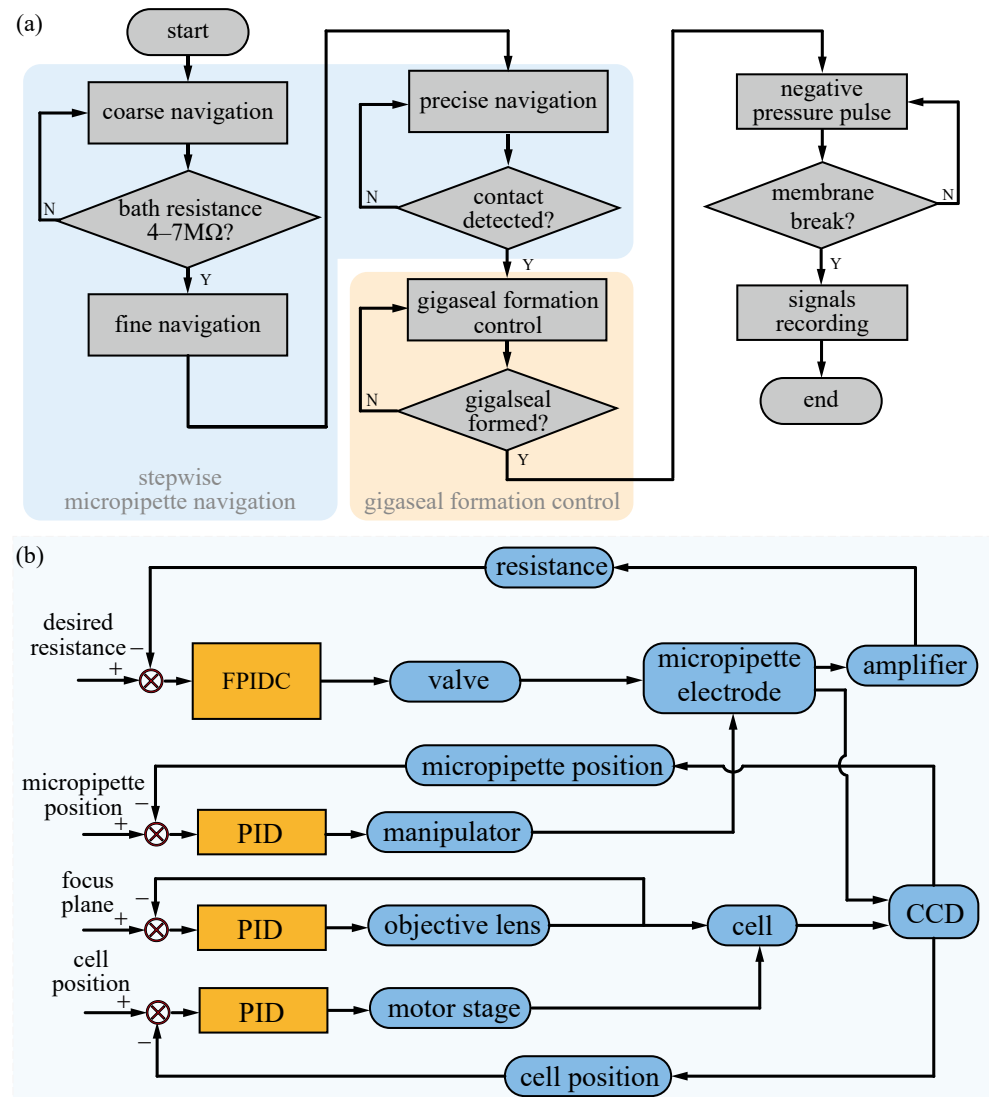 (a)
start
coarse navigation
N
bath resistance
4–7MΩ?
Y
fine navigation
stepwise
micropipette navigation
precise navigation
N
contact
detected?
Y
gigaseal formation
control
N
gigalseal
formed?
Y
gigaseal formation control
negative
pressure pulse
membrane
break?
N
Y
signals
recording
end
(b)
resistance
desired
resistance
−
+
FPIDC
valve
micropipette
electrode
amplifier
micropipette position
micropipette
position
−
+
PID
manipulator
focus
plane
−
+
PID
objective lens
cell
CCD
cell
position
+
−
PID
motor stage
cell position